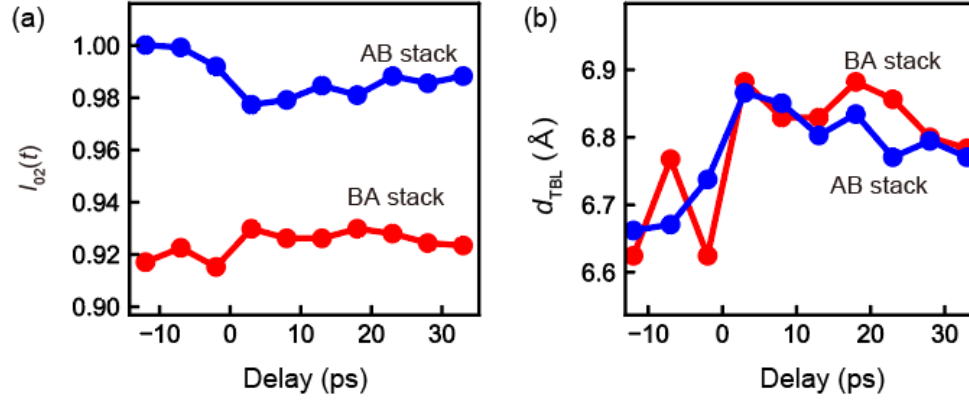 (a)
1.00
0.98
0.96
0.94
0.92
0.90
I02(t)
AB stack
BA stack
−10
0
10
20
30
Delay (ps)
(b)
6.9
6.8
6.7
6.6
dTBL (Å)
BA stack
AB stack
−10
0
10
20
30
Delay (ps)